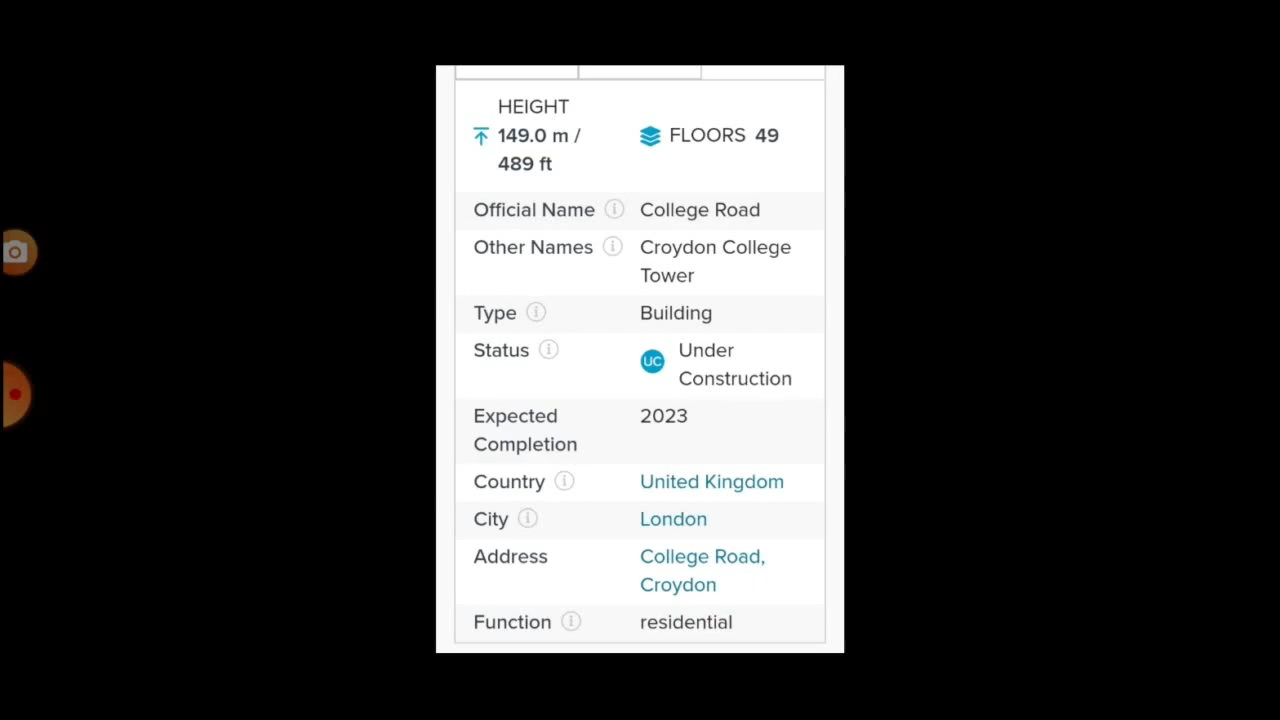 HEIGHT
149.0 m /
489 ft
FLOORS 49
Official Name College Road
Other Names Croydon College
Tower
Type Building
Status UC Under
Construction
Expected 2023
Completion
Country United Kingdom
City London
Address College Road,
Croydon
Function residential